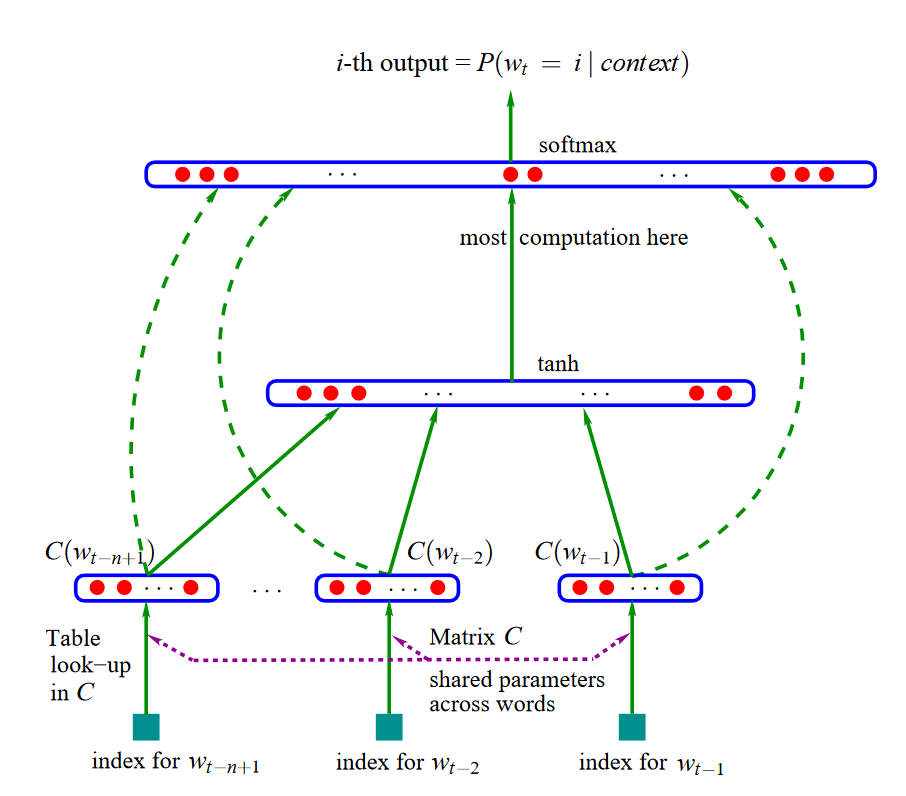 i-th output = P(w_t = i | context)
softmax
. . .
. . .
most computation here
tanh
. . .
. . .
C(w_{t−n+1})
C(w_{t−2})
C(w_{t−1})
. . .
. . .
. . .
. . .
Table
look−up
in C
Matrix C
shared parameters
across words
index for w_{t−n+1}
index for w_{t−2}
index for w_{t−1}